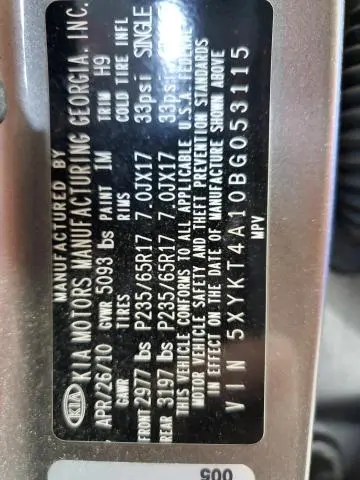 MANUFACTURED BY
KIA KIA MOTORS MANUFACTURING GEORGIA. INC.
APR/26/10 GVWR 5093 lbs PAINT 1M TRIM H9
GAWR TIRES RIMS COLD TIRE INFL
FRONT 2977 lbs P235/65R17 7.0JX17 33psi SINGLE
REAR 3197 lbs P235/65R17 7.0JX17 33psi SINGLE
THIS VEHICLE CONFORMS TO ALL APPLICABLE U.S.A. FEDERAL
MOTOR VEHICLE SAFETY AND THEFT PREVENTION STANDARDS
IN EFFECT ON THE DATE OF MANUFACTURE SHOWN ABOVE
VIN 5XYKT4A10BG053115
MPV
005